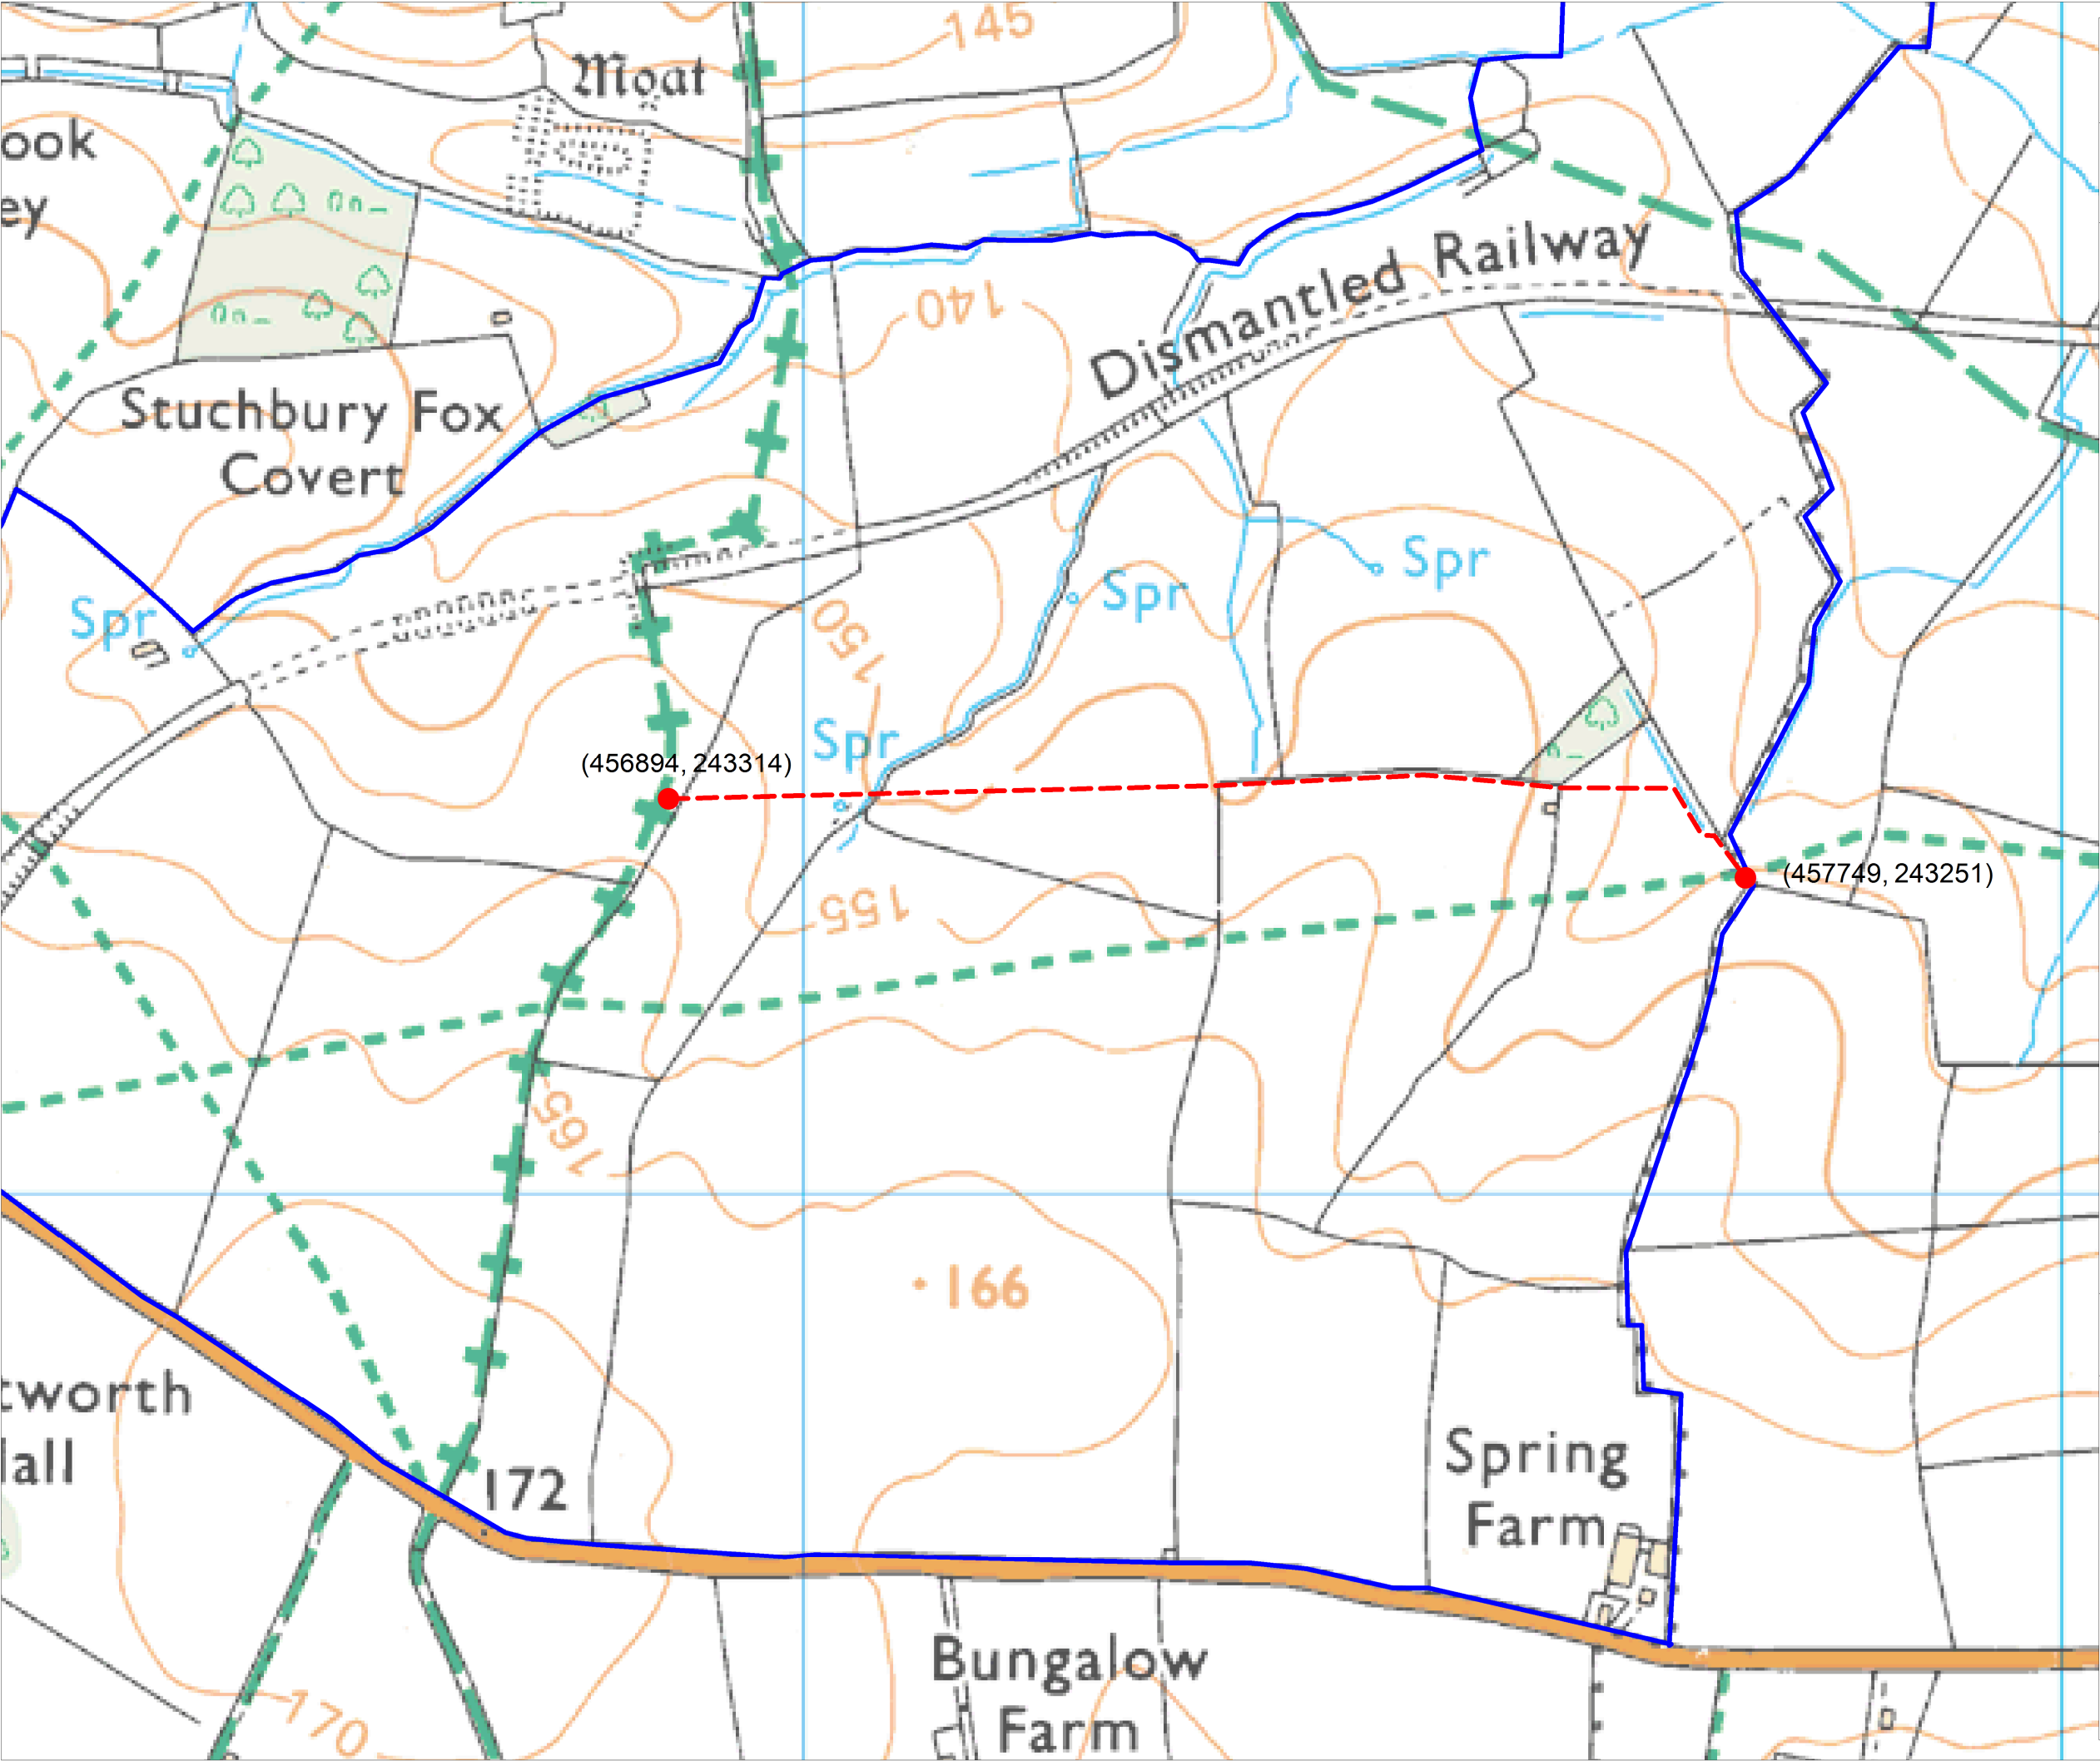 145
Moat
ook
ey
Dismantled Railway
140
Stuchbury Fox
Covert
Spr
Spr
Spr
150
Spr
(456894, 243314)
(457749, 243251)
155
165
166
tworth
lall
172
Spring
Farm
Bungalow
Farm
170